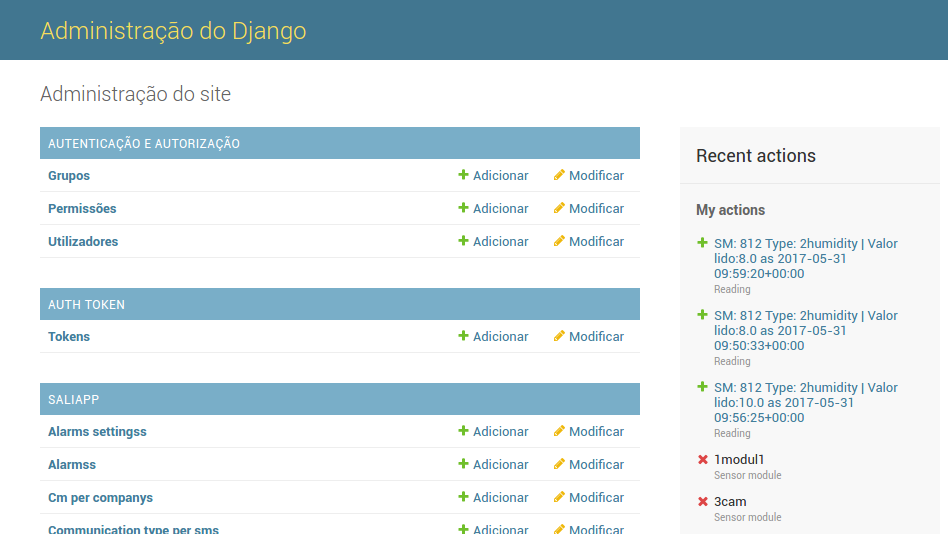 Administração do Django
Administração do site
AUTENTICAÇÃO E AUTORIZAÇÃO
Grupos Adicionar Modificar
Permissões Adicionar Modificar
Utilizadores Adicionar Modificar
AUTH TOKEN
Tokens Adicionar Modificar
SALIAPP
Alarms settingss Adicionar Modificar
Alarmss Adicionar Modificar
Cm per companys Adicionar Modificar
Communication type per sms Adicionar Modificar
Recent actions
My actions
SM: 812 Type: 2humidity | Valor
lido:8.0 as 2017-05-31
09:59:20+00:00
Reading
SM: 812 Type: 2humidity | Valor
lido:8.0 as 2017-05-31
09:50:33+00:00
Reading
SM: 812 Type: 2humidity | Valor
lido:10.0 as 2017-05-31
09:56:25+00:00
Reading
1modul1
Sensor module
3cam
Sensor module